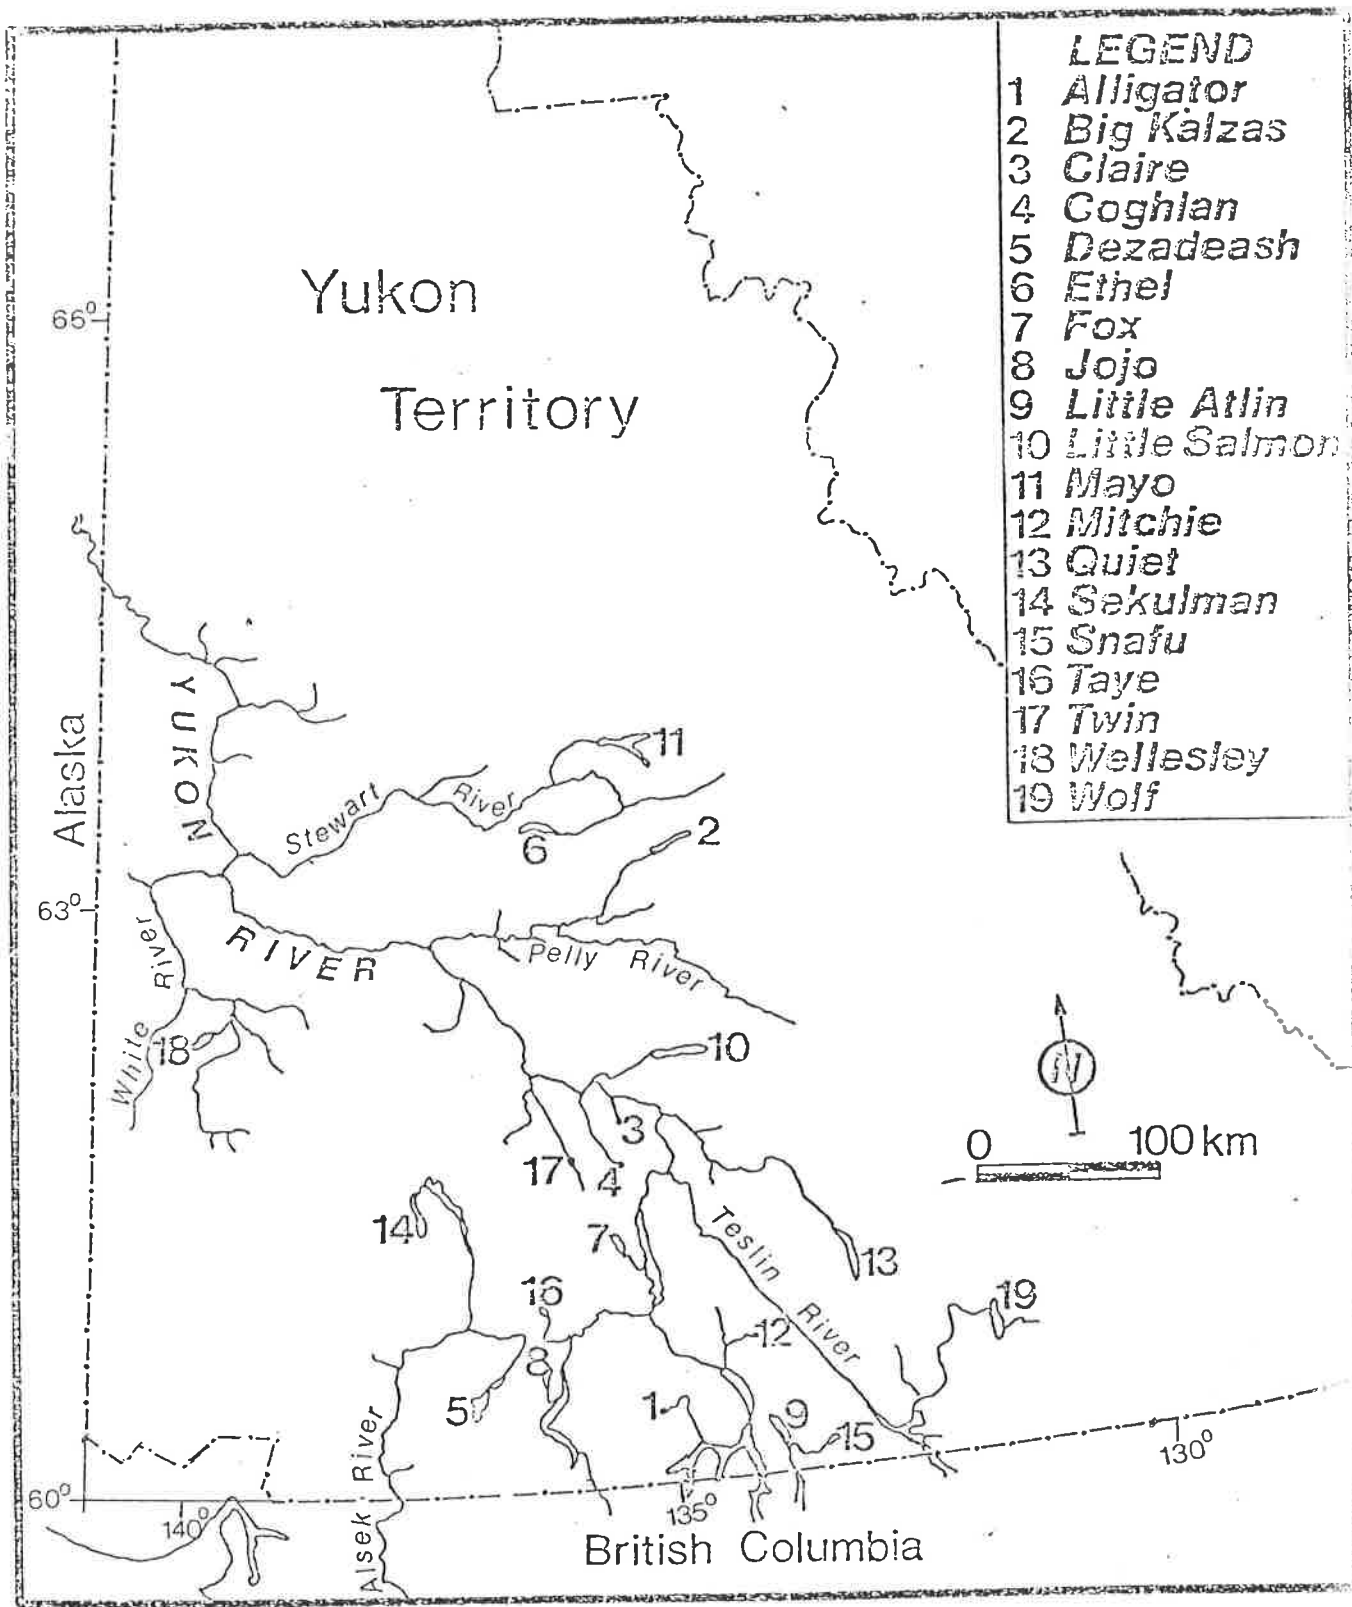 LEGEND
1 Alligator
2 Big Kalzas
3 Claire
4 Coghlan
5 Dezadeash
6 Ethel
7 Fox
8 Jojo
9 Little Atlin
10 Little Salmon
11 Mayo
12 Mitchie
13 Quiet
14 Sekulman
15 Snafu
16 Taye
17 Twin
18 Wellesley
19 Wolf
Yukon
Territory
66°
Alaska
YUKON
RIVER
Stewart River
11
6
2
63°
White River
Pelly River
18
10
3
17
4
N
0 100 km
14
7
Teslin River
13
16
12
19
8
5
1
9
15
Alsek River
60°
140°
135°
130°
British Columbia